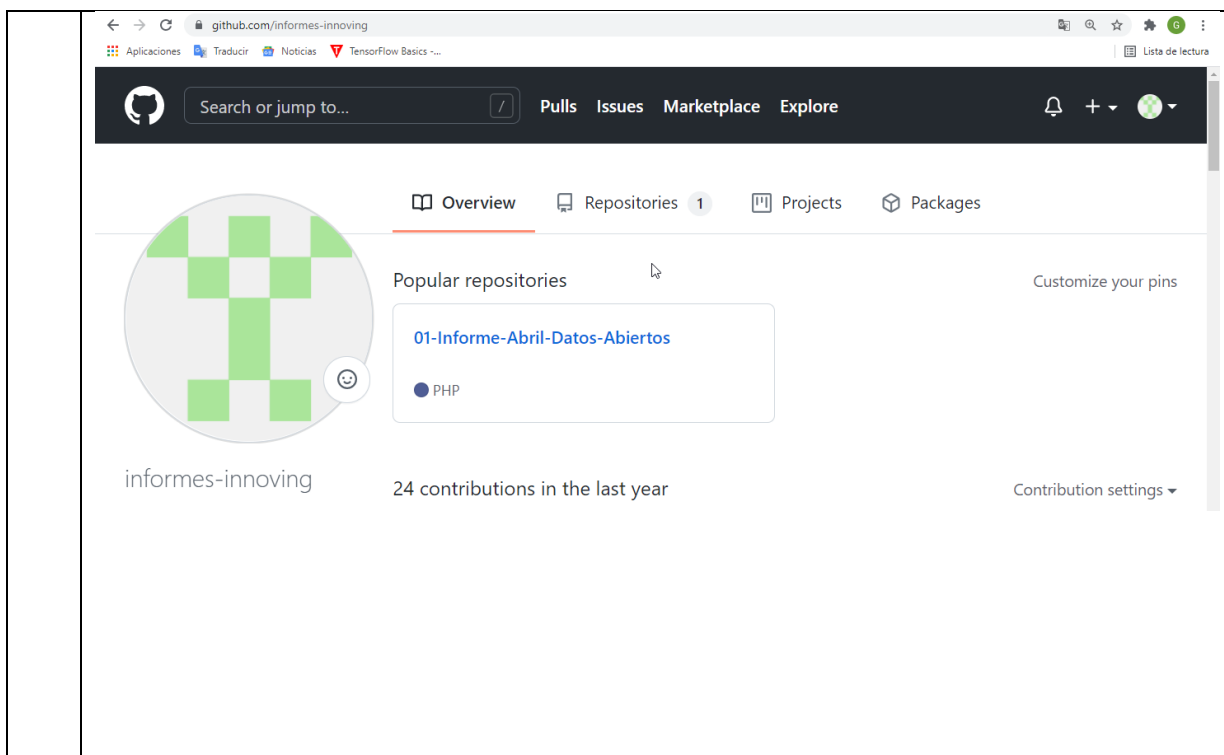 github.com/informes-innoving
G
Aplicaciones Traducir Noticias TensorFlow Basics -... Lista de lectura
Search or jump to... / Pulls Issues Marketplace Explore
Overview Repositories 1 Projects Packages
Popular repositories Customize your pins
01-Informe-Abril-Datos-Abiertos
PHP
informes-innoving
24 contributions in the last year Contribution settings